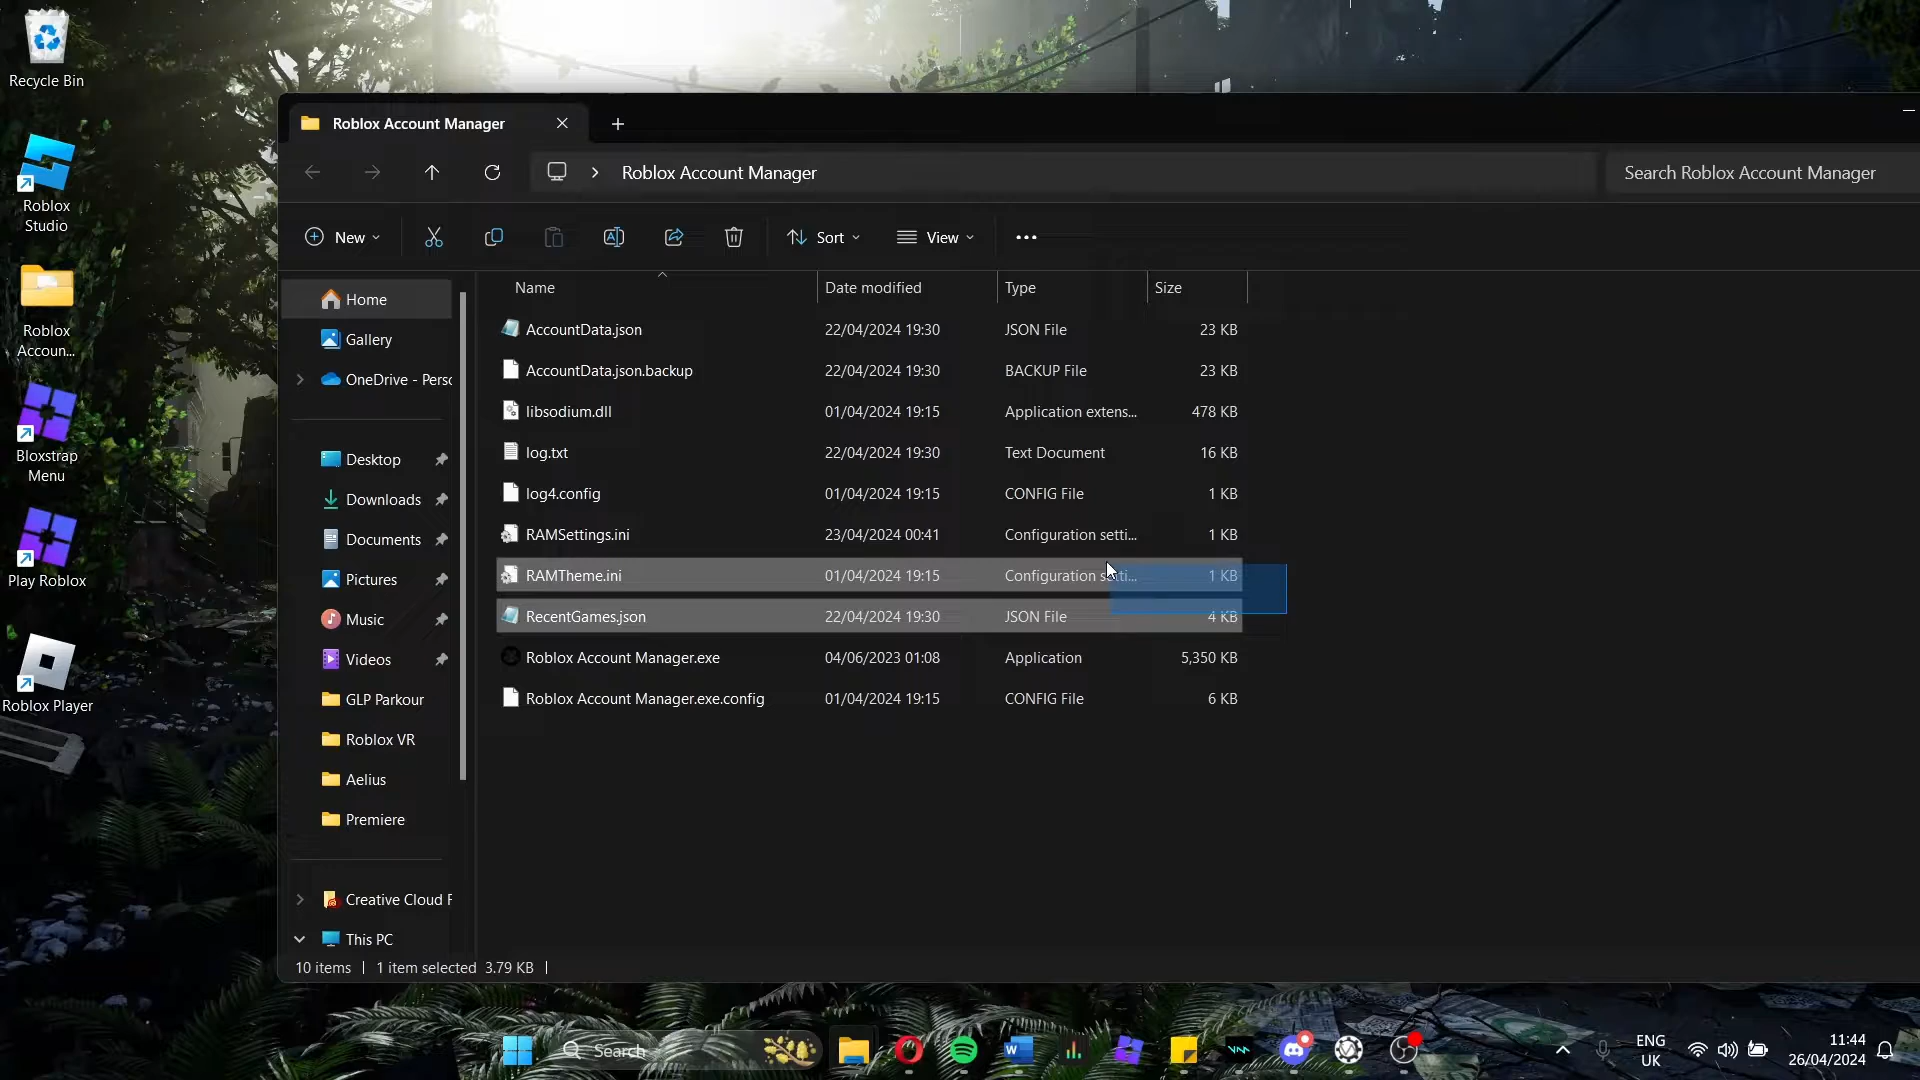 Recycle Bin
Roblox
Studio
Roblox
Accoun...
Bloxstrap
Menu
Play Roblox
Roblox Player
Roblox Account Manager
Roblox Account Manager
Search Roblox Account Manager
New
Sort
View
Home
Gallery
OneDrive - Pers
Desktop
Downloads
Documents
Pictures
Music
Videos
GLP Parkour
Roblox VR
Aelius
Premiere
Creative Cloud F
This PC
Name Date modified Type Size
AccountData.json 22/04/2024 19:30 JSON File 23 KB
AccountData.json.backup 22/04/2024 19:30 BACKUP File 23 KB
libsodium.dll 01/04/2024 19:15 Application extens... 478 KB
log.txt 22/04/2024 19:30 Text Document 16 KB
log4.config 01/04/2024 19:15 CONFIG File 1 KB
RAMSettings.ini 23/04/2024 00:41 Configuration setti... 1 KB
RAMTheme.ini 01/04/2024 19:15 Configuration setti... 1 KB
RecentGames.json 22/04/2024 19:30 JSON File 4 KB
Roblox Account Manager.exe 04/06/2023 01:08 Application 5,350 KB
Roblox Account Manager.exe.config 01/04/2024 19:15 CONFIG File 6 KB
10 items 1 item selected 3.79 KB
Search
ENG
UK
11:44
26/04/2024